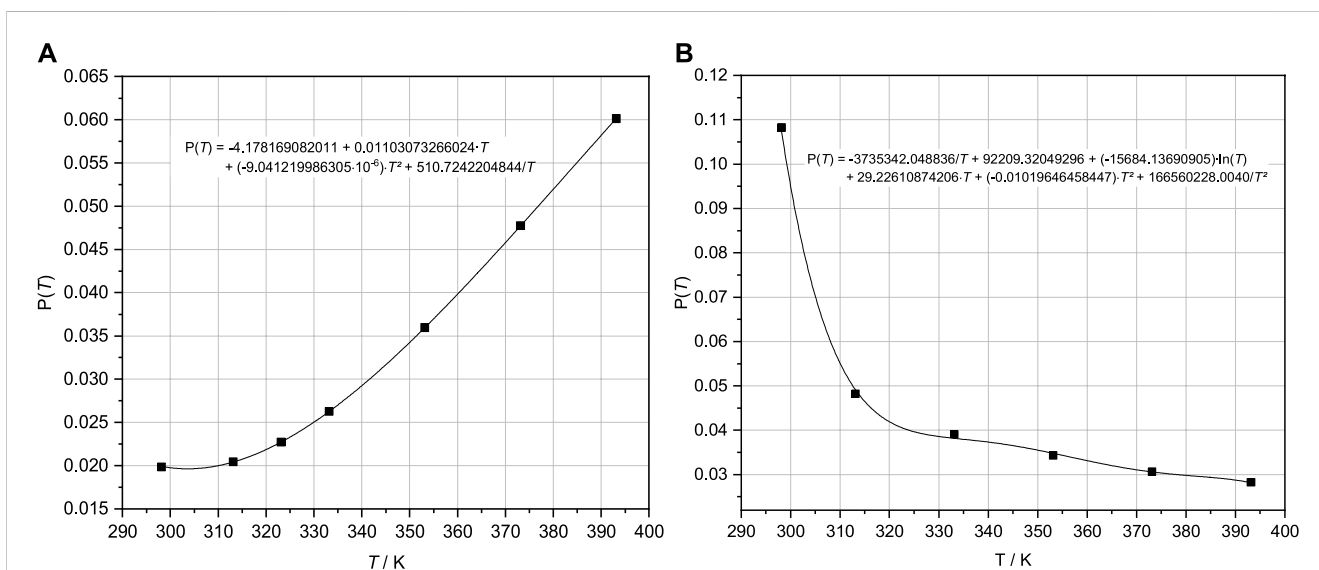 A
0.065
0.060
0.055
0.050
0.045
0.040
0.035
0.030
0.025
0.020
0.015
P(T)
P(T) = -4.178169082011 + 0.01103073266024·T
+ (-9.041219986305·10⁻⁶)·T² + 510.7242204844/T
290 300 310 320 330 340 350 360 370 380 390 400
T / K
B
0.12
0.11
0.10
0.09
0.08
0.07
0.06
0.05
0.04
0.03
P(T)
P(T) = -3735342.048836/T + 92209.32049296 + (-15684.13690905)·ln(T)
+ 29.22610874206·T + (-0.01019646458447)·T² + 166560228.0040/T²
290 300 310 320 330 340 350 360 370 380 390 400
T / K